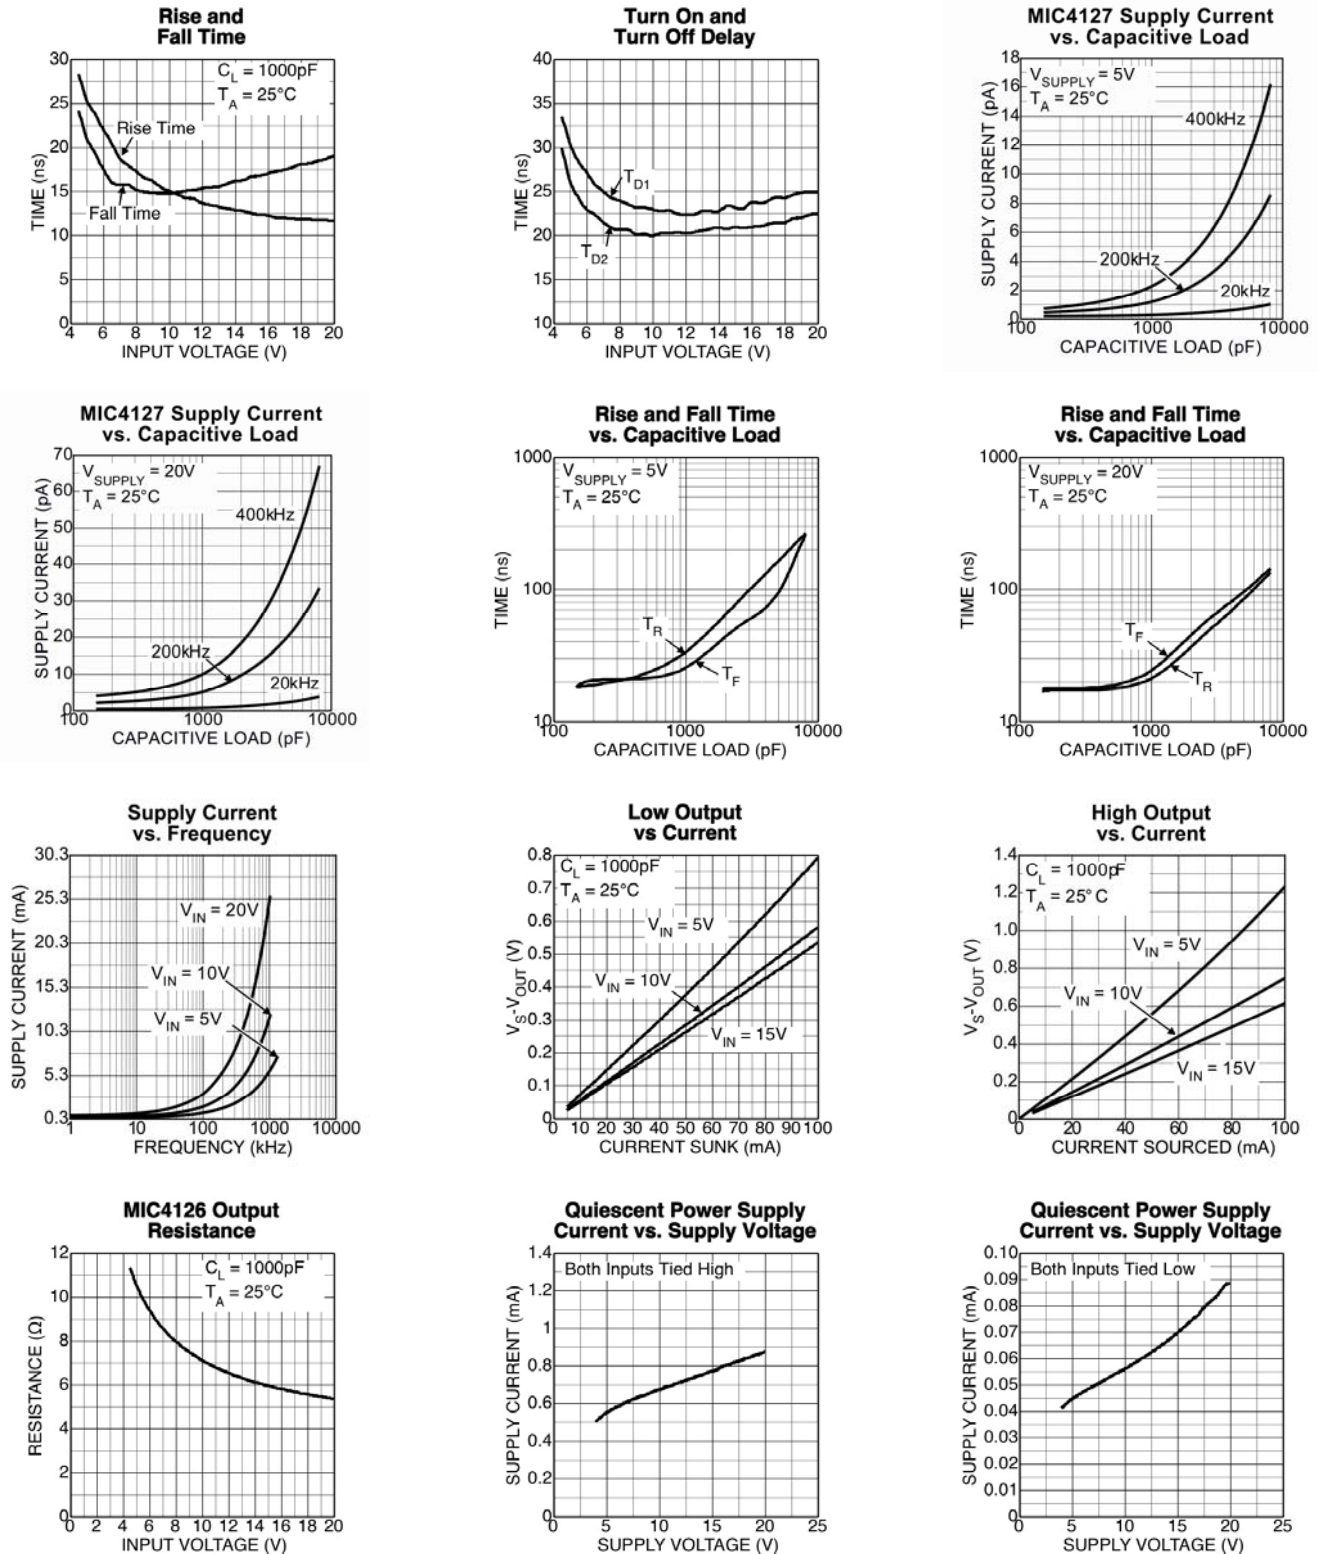 Rise and
Fall Time
30
25
20
15
10
5
0
TIME (ns)
C_L = 1000pF
T_A = 25°C
Rise Time
Fall Time
4 6 8 10 12 14 16 18 20
INPUT VOLTAGE (V)
Turn On and
Turn Off Delay
40
35
30
25
20
15
10
TIME (ns)
T_D1
T_D2
4 6 8 10 12 14 16 18 20
INPUT VOLTAGE (V)
MIC4127 Supply Current
vs. Capacitive Load
18
16
14
12
10
8
6
4
2
0
SUPPLY CURRENT (pA)
V_SUPPLY = 5V
T_A = 25°C
400kHz
200kHz
20kHz
100 1000 10000
CAPACITIVE LOAD (pF)
MIC4127 Supply Current
vs. Capacitive Load
70
60
50
40
30
20
10
0
SUPPLY CURRENT (pA)
V_SUPPLY = 20V
T_A = 25°C
400kHz
200kHz
20kHz
100 1000 10000
CAPACITIVE LOAD (pF)
Rise and Fall Time
vs. Capacitive Load
1000
100
10
TIME (ns)
V_SUPPLY = 5V
T_A = 25°C
T_R
T_F
100 1000 10000
CAPACITIVE LOAD (pF)
Rise and Fall Time
vs. Capacitive Load
1000
100
10
TIME (ns)
V_SUPPLY = 20V
T_A = 25°C
T_F
T_R
100 1000 10000
CAPACITIVE LOAD (pF)
Supply Current
vs. Frequency
30.3
25.3
20.3
15.3
10.3
5.3
0.3
SUPPLY CURRENT (mA)
V_IN = 20V
V_IN = 10V
V_IN = 5V
1 10 100 1000 10000
FREQUENCY (kHz)
Low Output
vs Current
0.8
0.7
0.6
0.5
0.4
0.3
0.2
0.1
0
V_S-V_OUT (V)
C_L = 1000pF
T_A = 25°C
V_IN = 5V
V_IN = 10V
V_IN = 15V
0 10 20 30 40 50 60 70 80 90 100
CURRENT SUNK (mA)
High Output
vs. Current
1.4
1.2
1.0
0.8
0.6
0.4
0.2
0
V_S-V_OUT (V)
C_L = 1000pF
T_A = 25°C
V_IN = 5V
V_IN = 10V
V_IN = 15V
0 20 40 60 80 100
CURRENT SOURCED (mA)
MIC4126 Output
Resistance
12
10
8
6
4
2
0
RESISTANCE (Ω)
C_L = 1000pF
T_A = 25°C
0 2 4 6 8 10 12 14 16 18 20
INPUT VOLTAGE (V)
Quiescent Power Supply
Current vs. Supply Voltage
1.4
1.2
1
0.8
0.6
0.4
0.2
0
SUPPLY CURRENT (mA)
Both Inputs Tied High
0 5 10 15 20 25
SUPPLY VOLTAGE (V)
Quiescent Power Supply
Current vs. Supply Voltage
0.10
0.09
0.08
0.07
0.06
0.05
0.04
0.03
0.02
0.01
0
SUPPLY CURRENT (mA)
Both Inputs Tied Low
0 5 10 15 20 25
SUPPLY VOLTAGE (V)